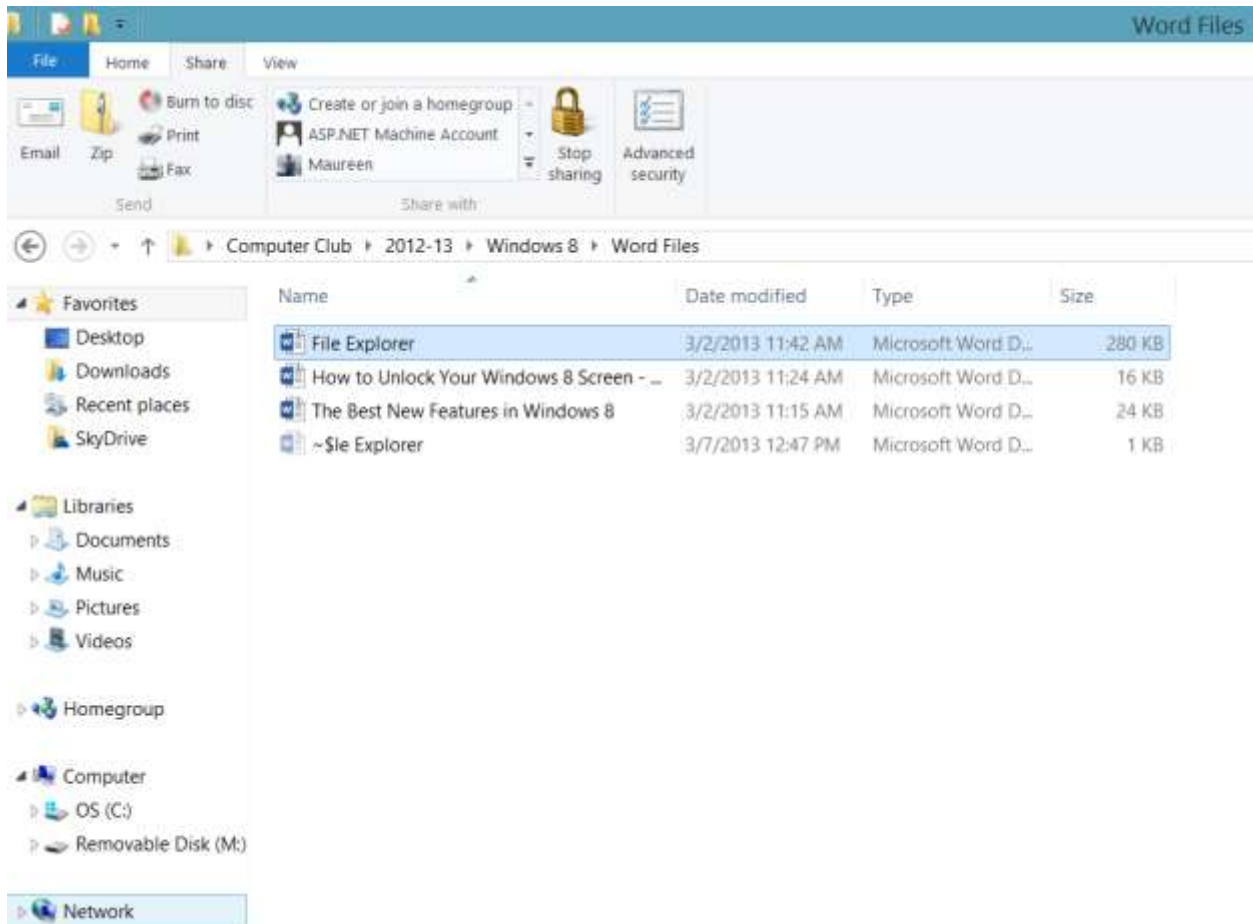 Word Files
File Home Share View
Burn to disc
Print
Fax
Email Zip
Send
Create or join a homegroup
ASP.NET Machine Account
Maureen
Share with
Stop sharing
Advanced security
Computer Club 2012-13 Windows 8 Word Files
Name Date modified Type Size
File Explorer 3/2/2013 11:42 AM Microsoft Word D... 280 KB
How to Unlock Your Windows 8 Screen - ... 3/2/2013 11:24 AM Microsoft Word D... 16 KB
The Best New Features in Windows 8 3/2/2013 11:15 AM Microsoft Word D... 24 KB
~$le Explorer 3/7/2013 12:47 PM Microsoft Word D... 1 KB
Favorites
Desktop
Downloads
Recent places
SkyDrive
Libraries
Documents
Music
Pictures
Videos
Homegroup
Computer
OS (C:)
Removable Disk (M:)
Network